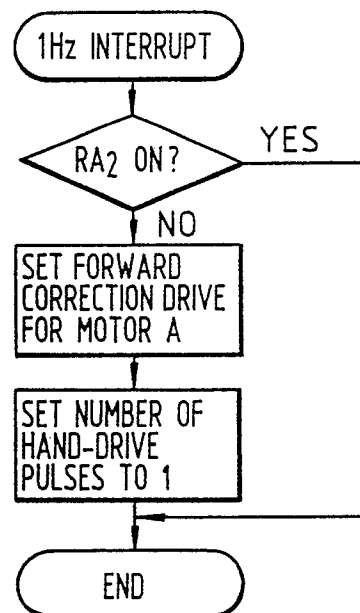 1Hz INTERRUPT
RA2 ON?
YES
NO
SET FORWARD
CORRECTION DRIVE
FOR MOTOR A
SET NUMBER OF
HAND-DRIVE
PULSES TO 1
END